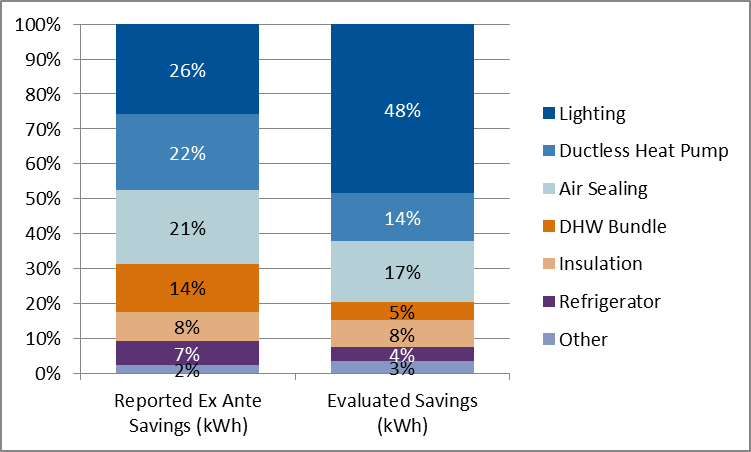 100%
90%
80%
70%
60%
50%
40%
30%
20%
10%
0%
26%
22%
21%
14%
8%
7%
2%
48%
14%
17%
5%
8%
4%
3%
Reported Ex Ante
Savings (kWh)
Evaluated Savings
(kWh)
Lighting
Ductless Heat Pump
Air Sealing
DHW Bundle
Insulation
Refrigerator
Other